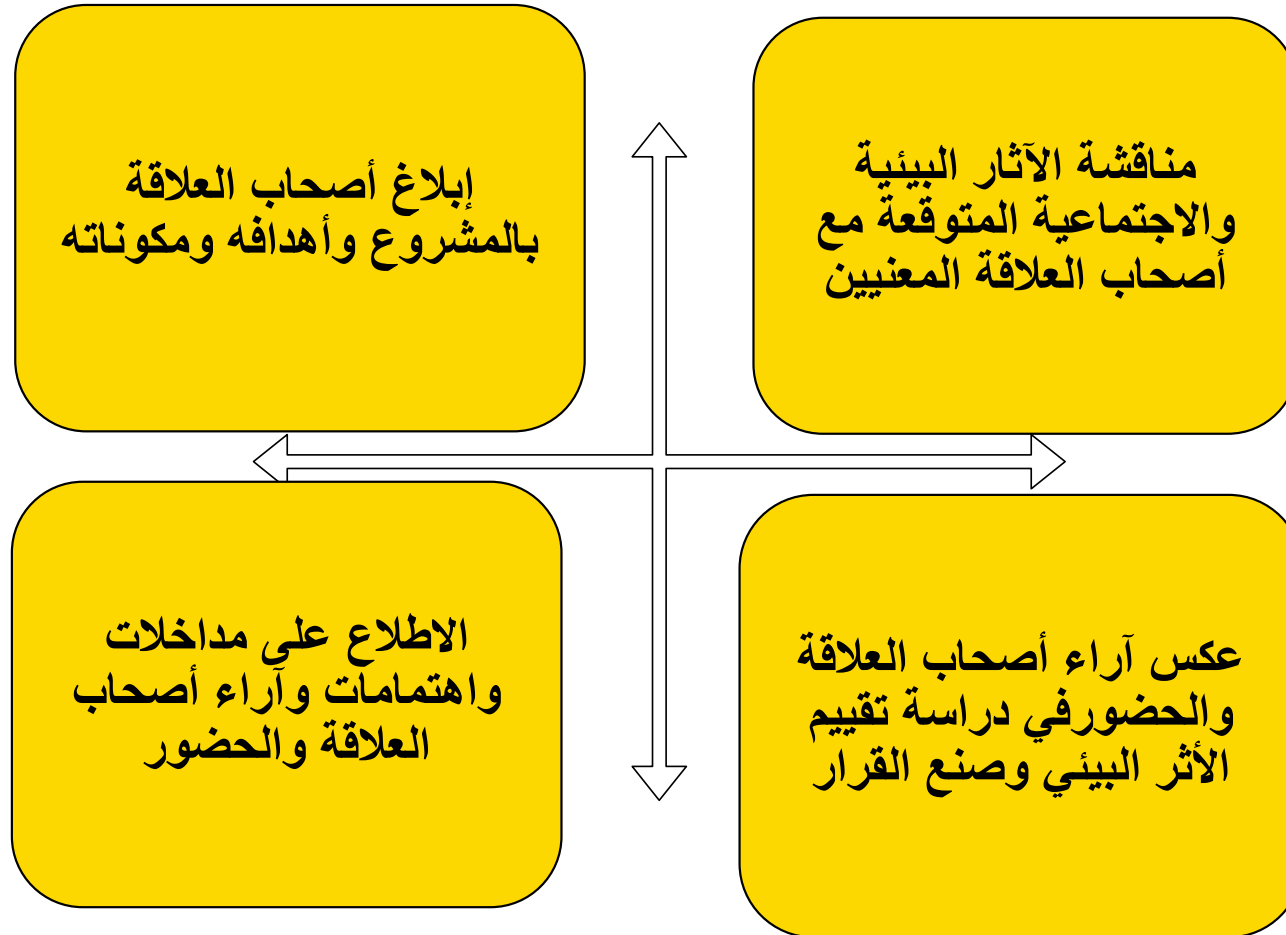 مناقشة الآثار البيئية
والاجتماعية المتوقعة مع
أصحاب العلاقة المعنيين
إبلاغ أصحاب العلاقة
بالمشروع وأهدافه ومكوناته
عكس آراء أصحاب العلاقة
والحضورفي دراسة تقييم
الأثر البيئي وصنع القرار
الاطلاع على مداخلات
واهتمامات وآراء أصحاب
العلاقة والحضور